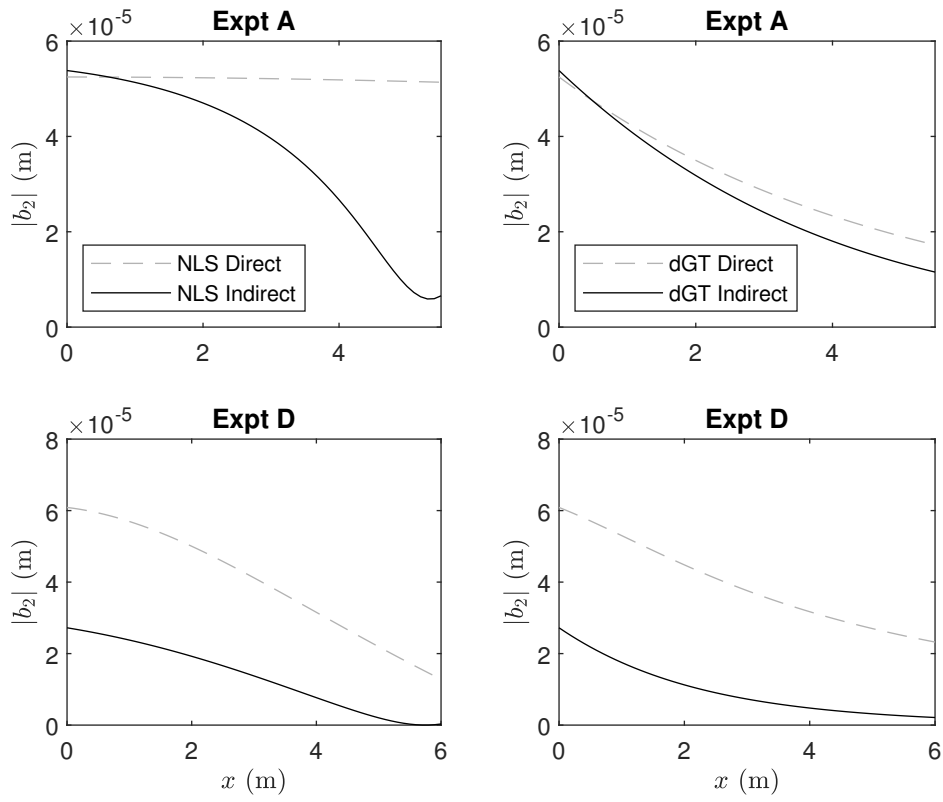 Expt A
×10-5
6
4
2
0
|b2| (m)
NLS Direct
NLS Indirect
0 2 4
Expt A
×10-5
6
4
2
0
|b2| (m)
dGT Direct
dGT Indirect
0 2 4
Expt D
×10-5
8
6
4
2
0
|b2| (m)
0 2 4 6
x (m)
Expt D
×10-5
8
6
4
2
0
|b2| (m)
0 2 4 6
x (m)